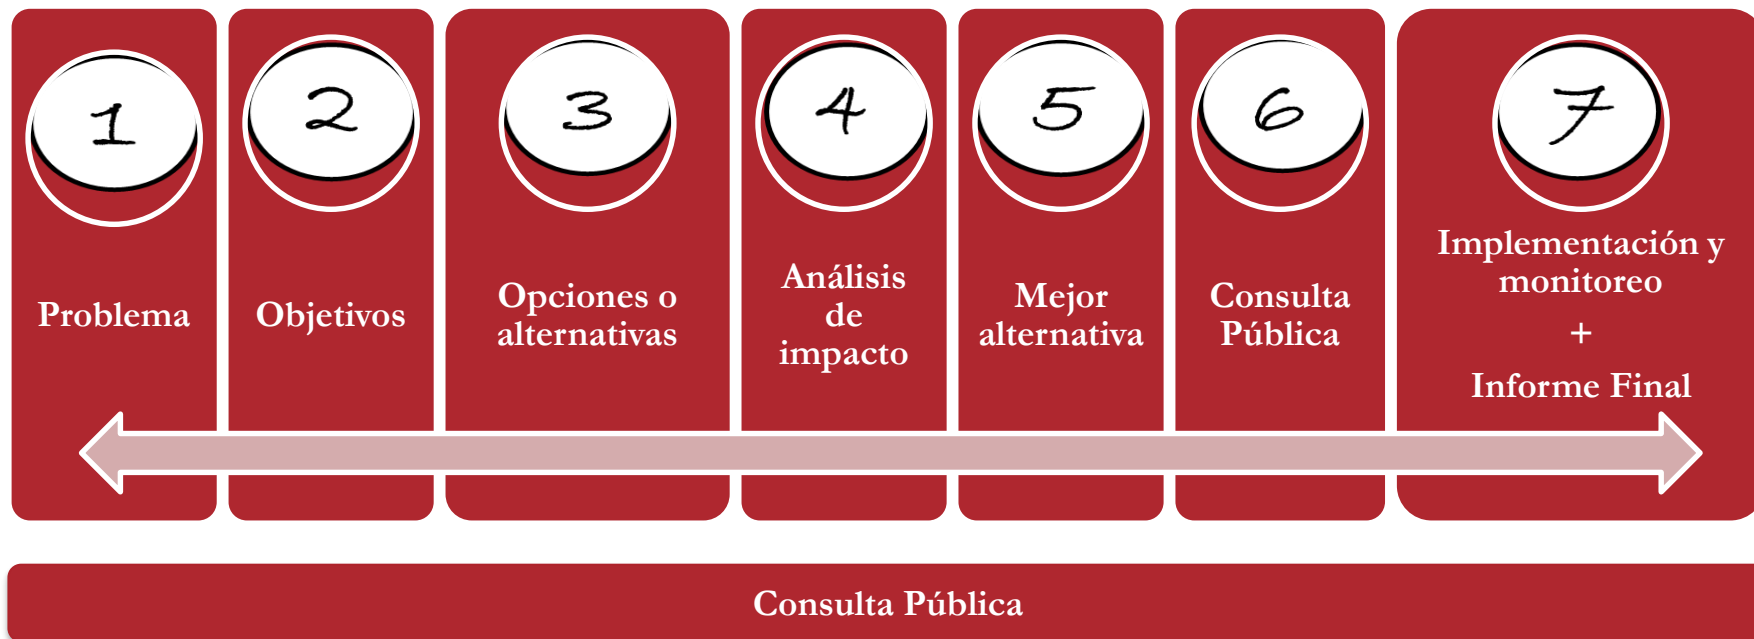 1
Problema
2
Objetivos
3
Opciones o
alternativas
4
Análisis
de
impacto
5
Mejor
alternativa
6
Consulta
Pública
7
Implementación y
monitoreo
+
Informe Final
Consulta Pública